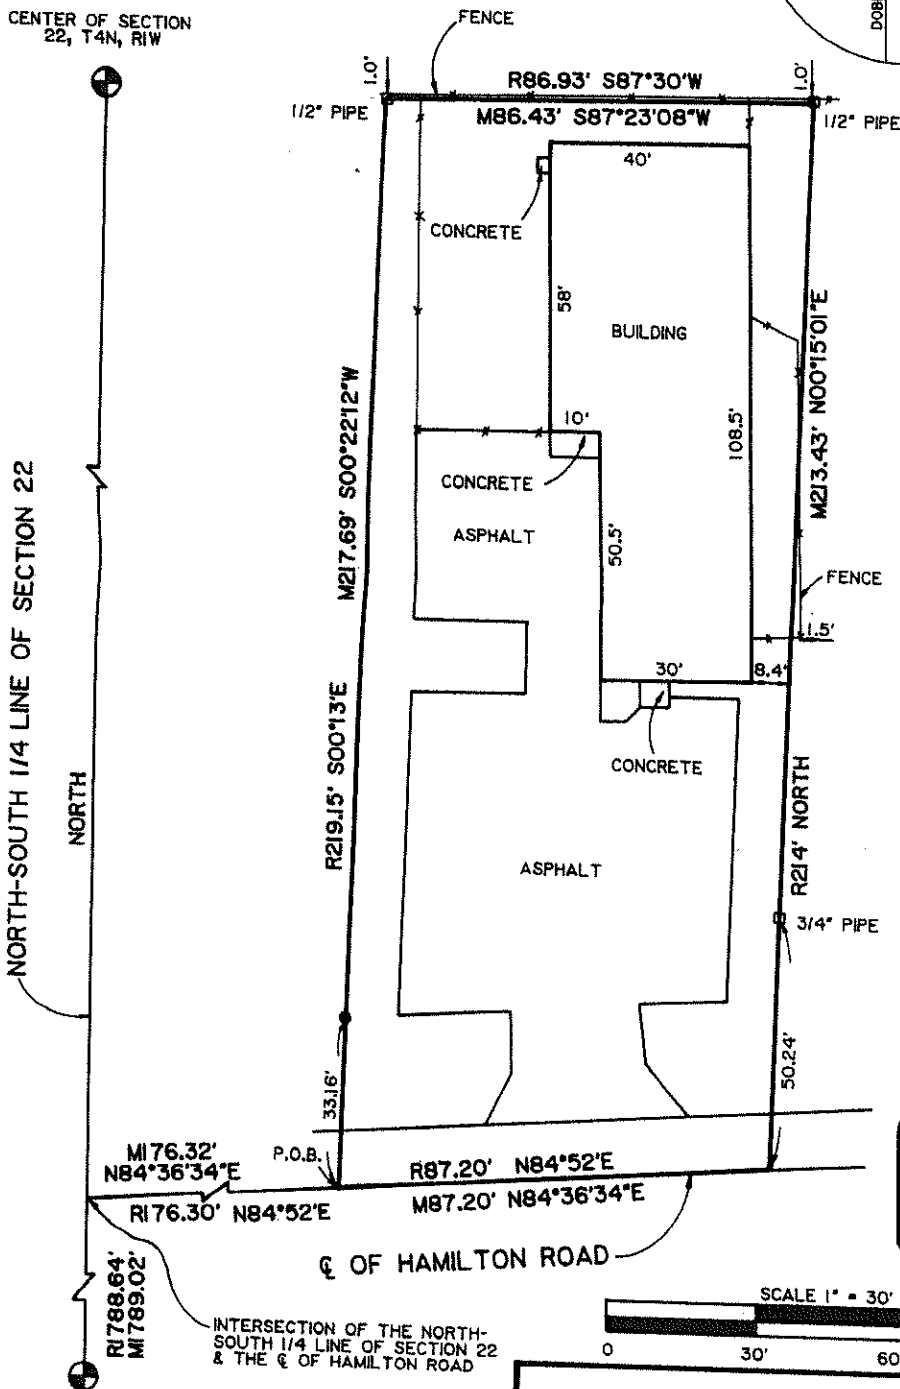 CENTER OF SECTION
22, T4N, R1W
FENCE
1.0'
R86.93' S87°30'W
1.0'
1/2" PIPE
M86.43' S87°23'08"W
1/2" PIPE
40'
CONCRETE
58'
BUILDING
M213.43' N00°15'01"E
10'
108.5'
M217.69' S00°22'12"W
CONCRETE
ASPHALT
50.5'
NORTH-SOUTH 1/4 LINE OF SECTION 22
FENCE
1.5'
30'
8.4'
R219.15' S00°13'E
CONCRETE
NORTH
R214' NORTH
ASPHALT
3/4" PIPE
33.16'
50.24'
M176.32'
N84°36'34"E
P.O.B.
R87.20' N84°52'E
R176.30' N84°52'E
M87.20' N84°36'34"E
℄ OF HAMILTON ROAD
R1788.64'
M1789.02'
INTERSECTION OF THE NORTH-
SOUTH 1/4 LINE OF SECTION 22
& THE ℄ OF HAMILTON ROAD
SCALE 1" = 30'
0 30' 60